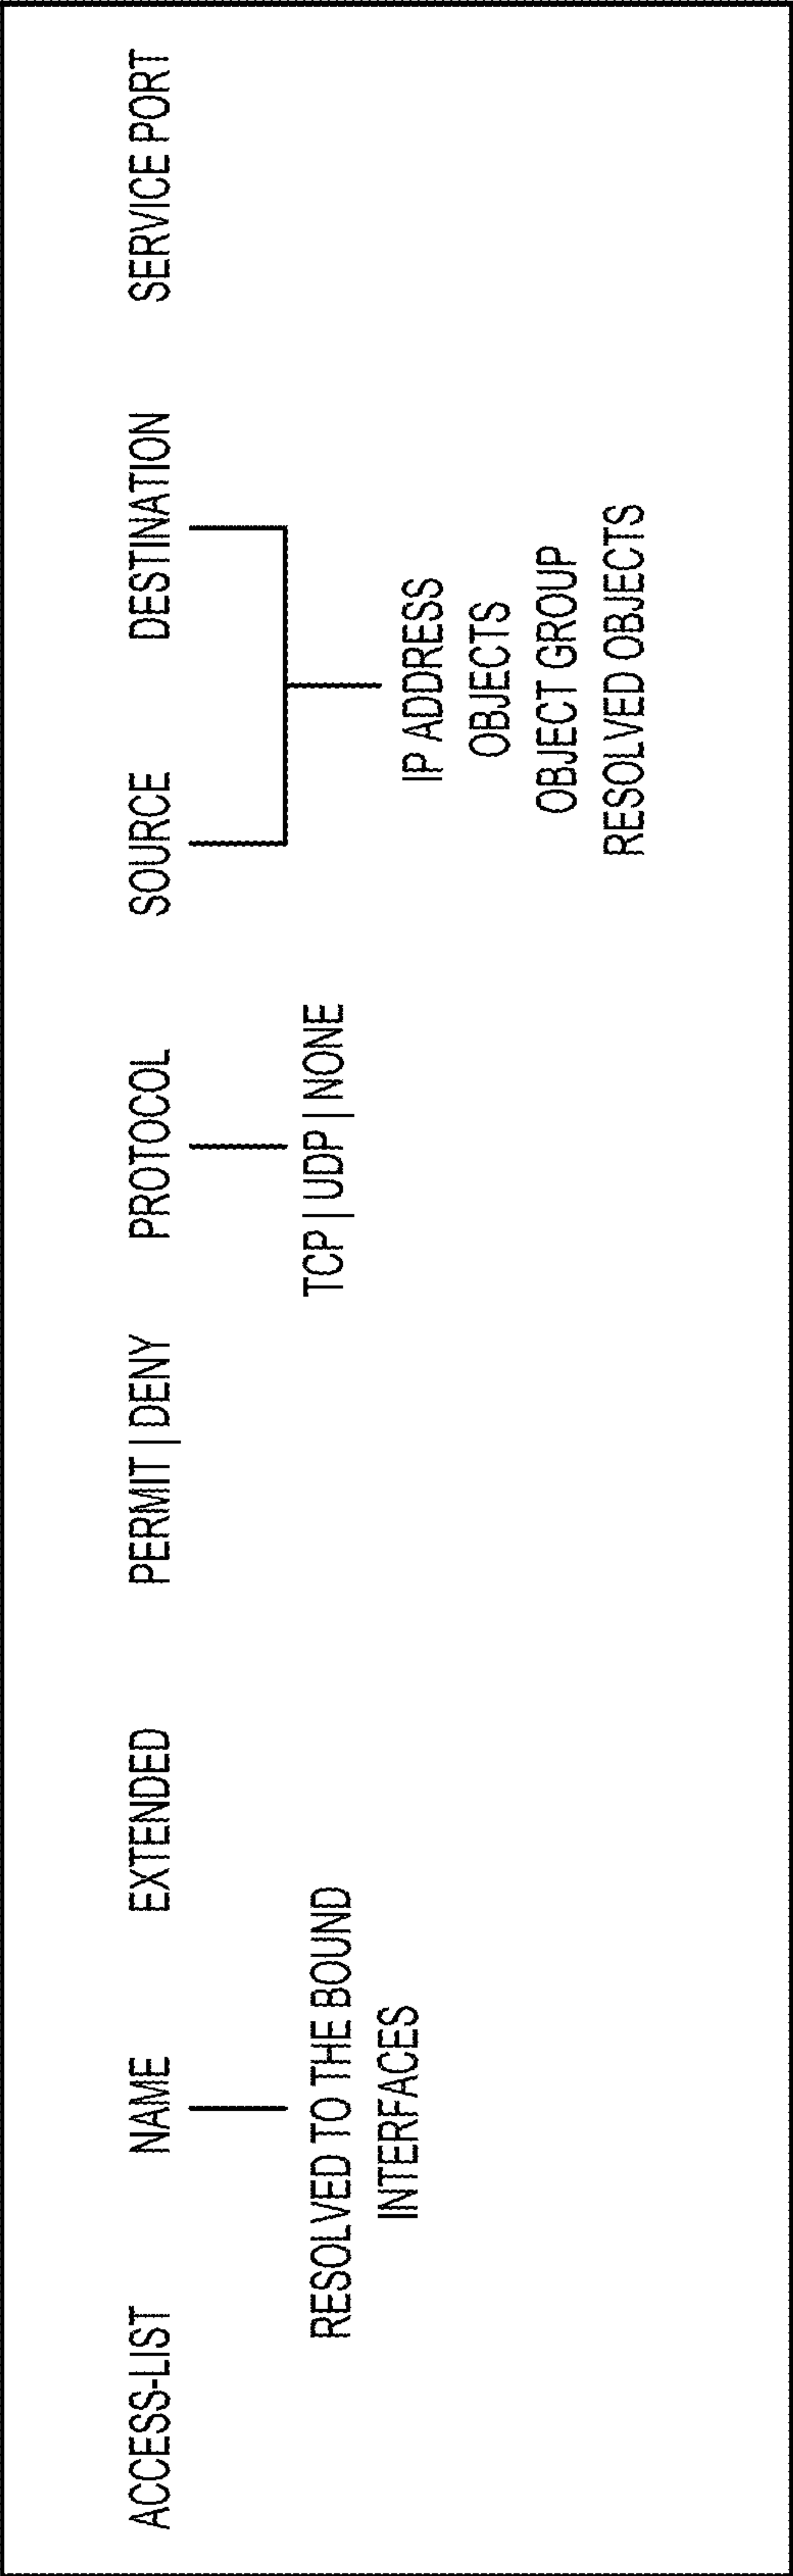 ACCESS-LIST NAME EXTENDED PERMIT | DENY PROTOCOL SOURCE DESTINATION SERVICE PORT
RESOLVED TO THE BOUND
INTERFACES
TCP | UDP | NONE
IP ADDRESS
OBJECTS
OBJECT GROUP
RESOLVED OBJECTS